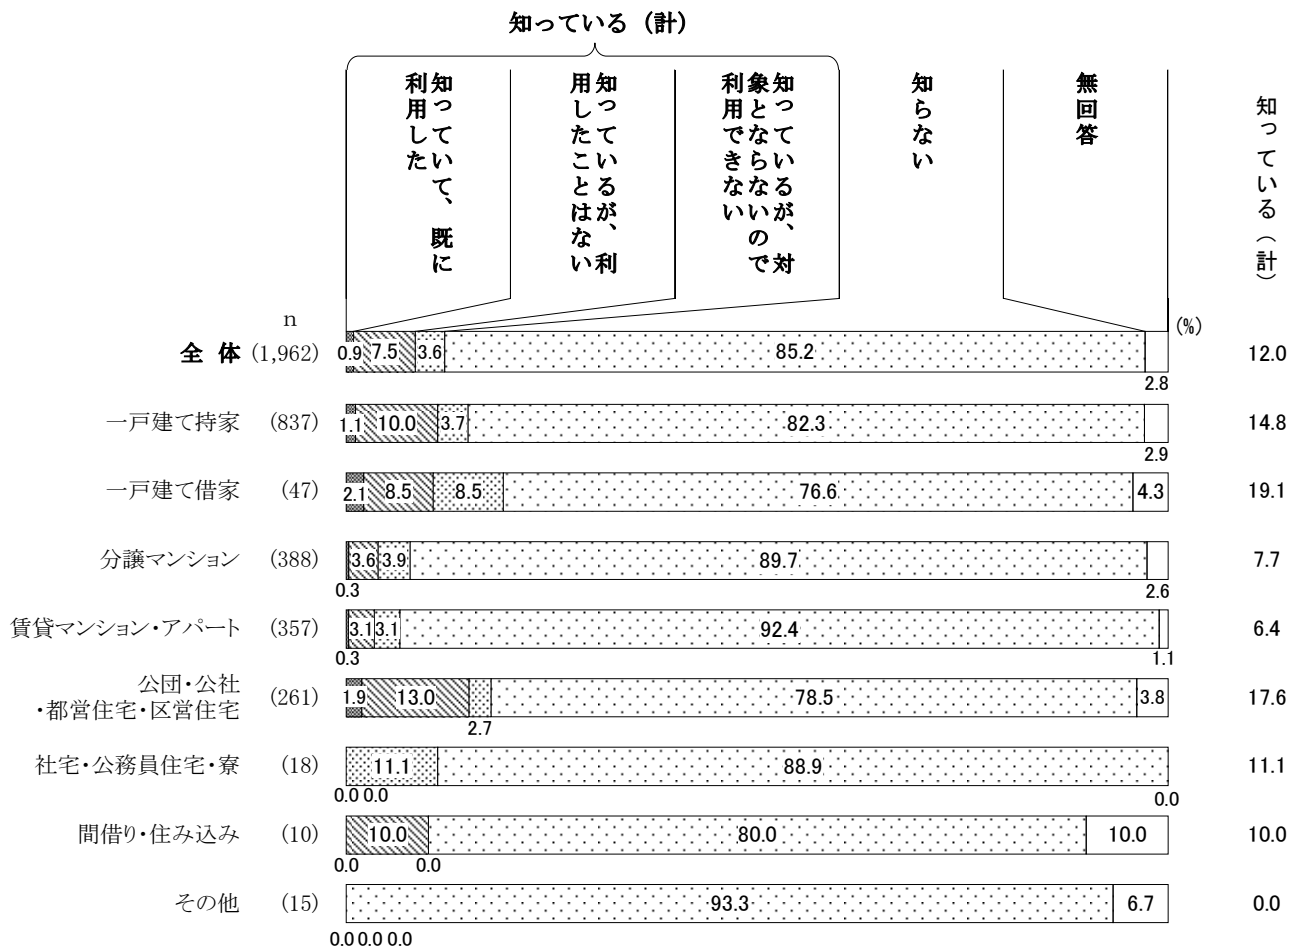 知っている（計）
知っていて、既に
利用した
知っているが、利
用したことはない
知っているが、対
象とならないので
利用できない
知らない
無回答
知っている（計）
n
(%)
全 体 (1,962) 0.9 7.5 3.6 85.2 2.8 12.0
一戸建て持家 (837) 1.1 10.0 3.7 82.3 2.9 14.8
一戸建て借家 (47) 2.1 8.5 8.5 76.6 4.3 19.1
分譲マンション (388) 0.3 3.6 3.9 89.7 2.6 7.7
賃貸マンション・アパート (357) 0.3 3.1 3.1 92.4 1.1 6.4
公団・公社
・都営住宅・区営住宅 (261) 1.9 13.0 2.7 78.5 3.8 17.6
社宅・公務員住宅・寮 (18) 0.0 0.0 11.1 88.9 0.0 11.1
間借り・住み込み (10) 0.0 10.0 0.0 80.0 10.0 10.0
その他 (15) 0.0 0.0 0.0 93.3 6.7 0.0